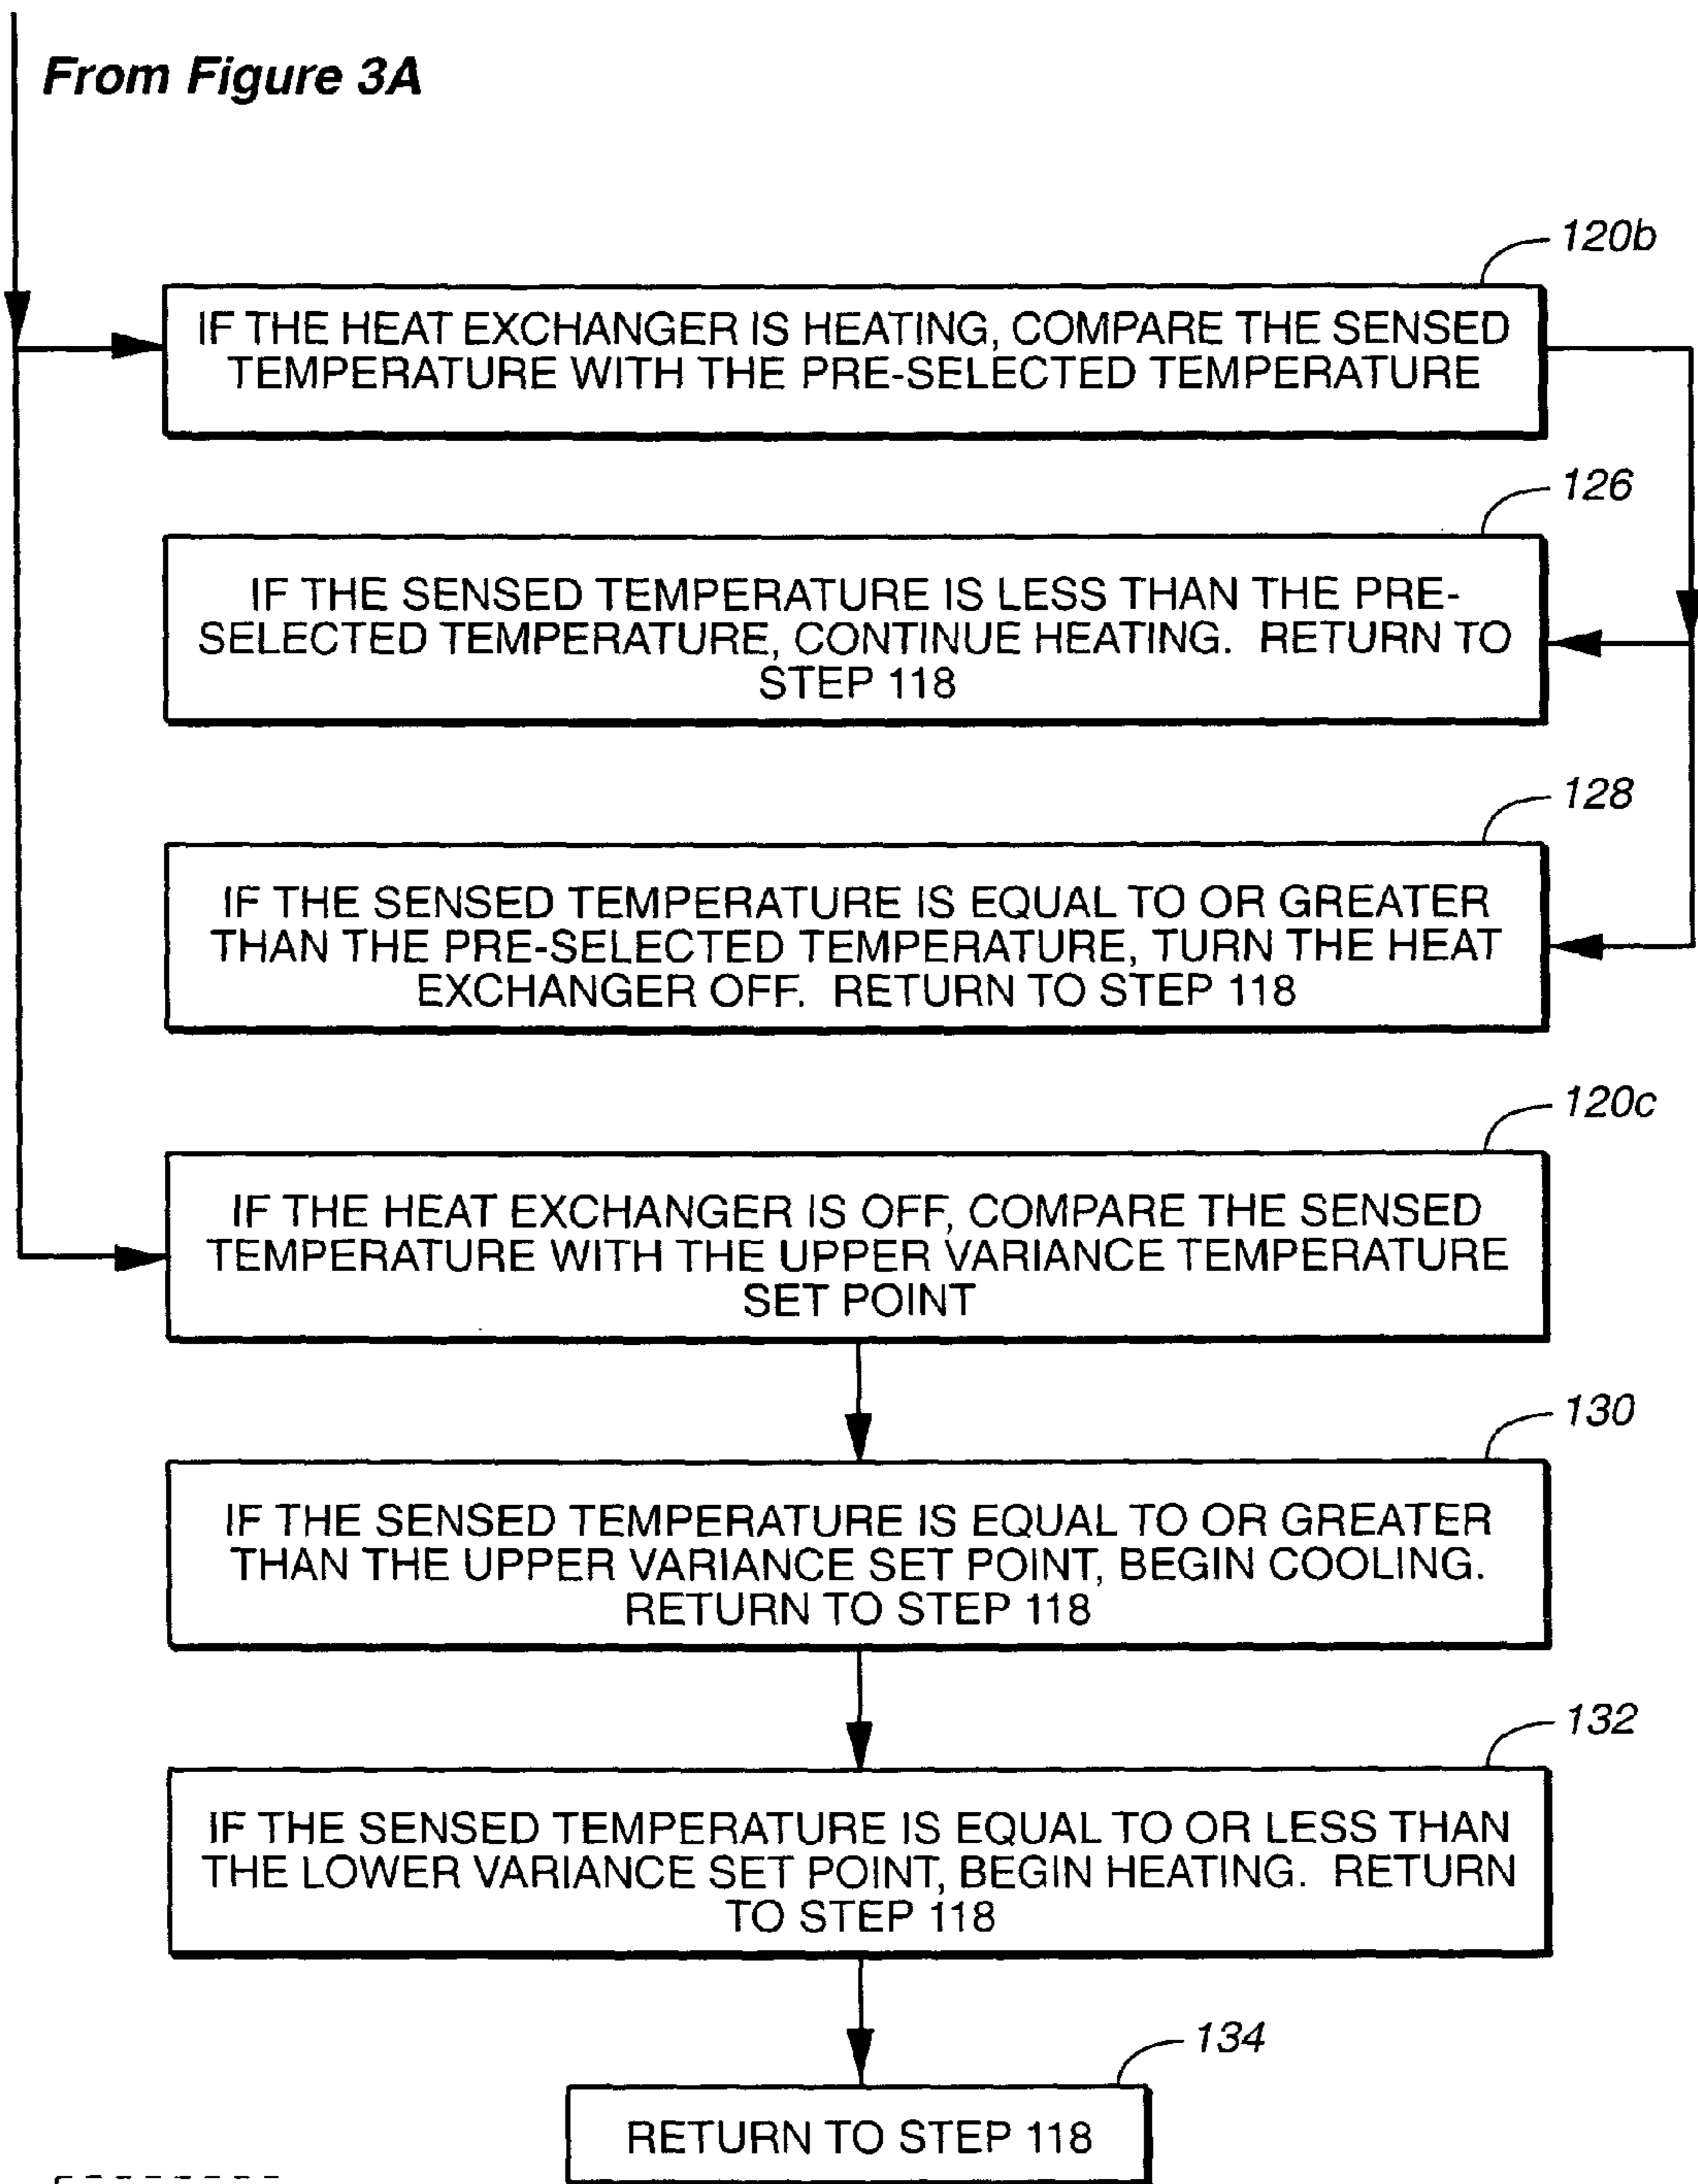 From Figure 3A
120b
IF THE HEAT EXCHANGER IS HEATING, COMPARE THE SENSED
TEMPERATURE WITH THE PRE-SELECTED TEMPERATURE
126
IF THE SENSED TEMPERATURE IS LESS THAN THE PRE-
SELECTED TEMPERATURE, CONTINUE HEATING. RETURN TO
STEP 118
128
IF THE SENSED TEMPERATURE IS EQUAL TO OR GREATER
THAN THE PRE-SELECTED TEMPERATURE, TURN THE HEAT
EXCHANGER OFF. RETURN TO STEP 118
120c
IF THE HEAT EXCHANGER IS OFF, COMPARE THE SENSED
TEMPERATURE WITH THE UPPER VARIANCE TEMPERATURE
SET POINT
130
IF THE SENSED TEMPERATURE IS EQUAL TO OR GREATER
THAN THE UPPER VARIANCE SET POINT, BEGIN COOLING.
RETURN TO STEP 118
132
IF THE SENSED TEMPERATURE IS EQUAL TO OR LESS THAN
THE LOWER VARIANCE SET POINT, BEGIN HEATING. RETURN
TO STEP 118
134
RETURN TO STEP 118